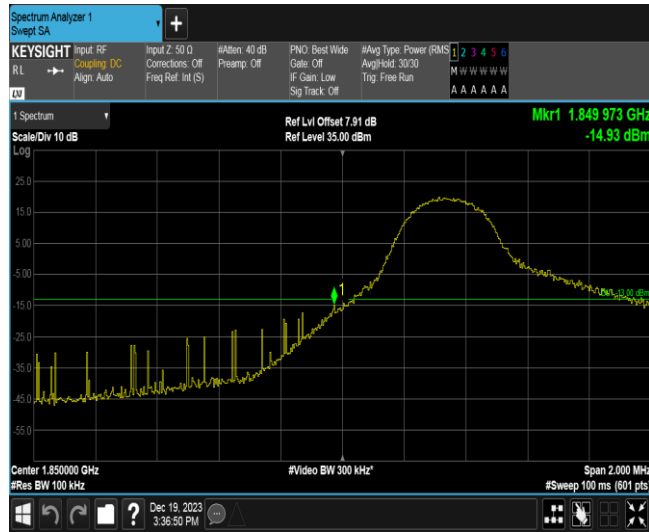 Spectrum Analyzer 1
Swept SA
+
KEYSIGHT
RL
LXI
Input: RF
Coupling: DC
Align: Auto
Input Z: 50 Ω
Corrections: Off
Freq Ref: Int (S)
#Atten: 40 dB
Preamp: Off
PNO: Best Wide
Gate: Off
IF Gain: Low
Sig Track: Off
#Avg Type: Power (RMS
Avg|Hold: 30/30
Trig: Free Run
1 2 3 4 5 6
M W W W W W
A A A A A A
1 Spectrum
Scale/Div 10 dB
Log
Ref Lvl Offset 7.91 dB
Ref Level 35.00 dBm
Mkr1 1.849 973 GHz
-14.93 dBm
25.0
15.0
5.00
-5.00
-15.0
-25.0
-35.0
-45.0
-55.0
1
-13.00 dBm
Center 1.850000 GHz
#Res BW 100 kHz
#Video BW 300 kHz*
Span 2.000 MHz
#Sweep 100 ms (601 pts)
?
Dec 19, 2023
3:36:50 PM